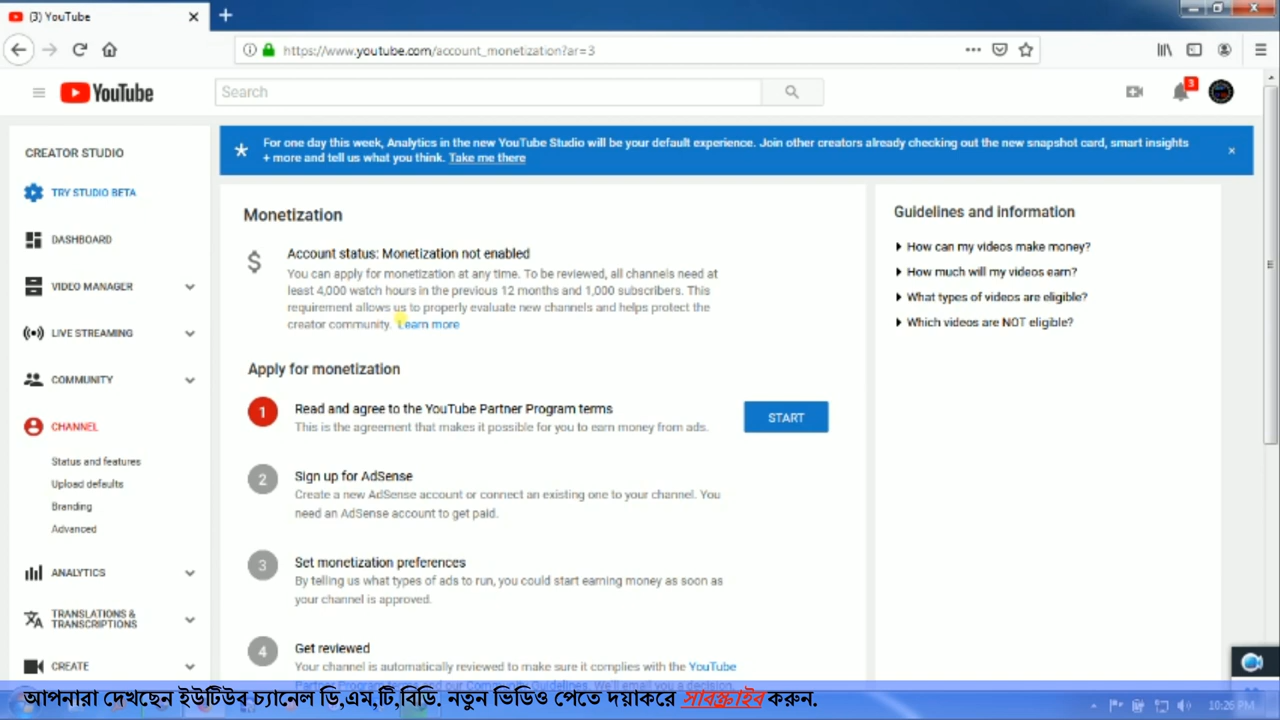 (3) YouTube
https://www.youtube.com/account_monetization?ar=3
YouTube
Search
3
CREATOR STUDIO
TRY STUDIO BETA
DASHBOARD
VIDEO MANAGER
LIVE STREAMING
COMMUNITY
CHANNEL
Status and features
Upload defaults
Branding
Advanced
ANALYTICS
TRANSLATIONS &
TRANSCRIPTIONS
CREATE
For one day this week, Analytics in the new YouTube Studio will be your default experience. Join other creators already checking out the new snapshot card, smart insights
+ more and tell us what you think. Take me there
Monetization
Account status: Monetization not enabled
You can apply for monetization at any time. To be reviewed, all channels need at
least 4,000 watch hours in the previous 12 months and 1,000 subscribers. This
requirement allows us to properly evaluate new channels and helps protect the
creator community. Learn more
Apply for monetization
1
Read and agree to the YouTube Partner Program terms
This is the agreement that makes it possible for you to earn money from ads.
START
2
Sign up for AdSense
Create a new AdSense account or connect an existing one to your channel. You
need an AdSense account to get paid.
3
Set monetization preferences
By telling us what types of ads to run, you could start earning money as soon as
your channel is approved.
4
Get reviewed
Your channel is automatically reviewed to make sure it complies with the YouTube
Guidelines and information
How can my videos make money?
How much will my videos earn?
What types of videos are eligible?
Which videos are NOT eligible?
আপনারা দেখছেন ইউটিউব চ্যানেল ডি,এম,টি,বিডি. নতুন ভিডিও পেতে দয়াকরে সাবস্ক্রাইব করুন.
10:26 PM